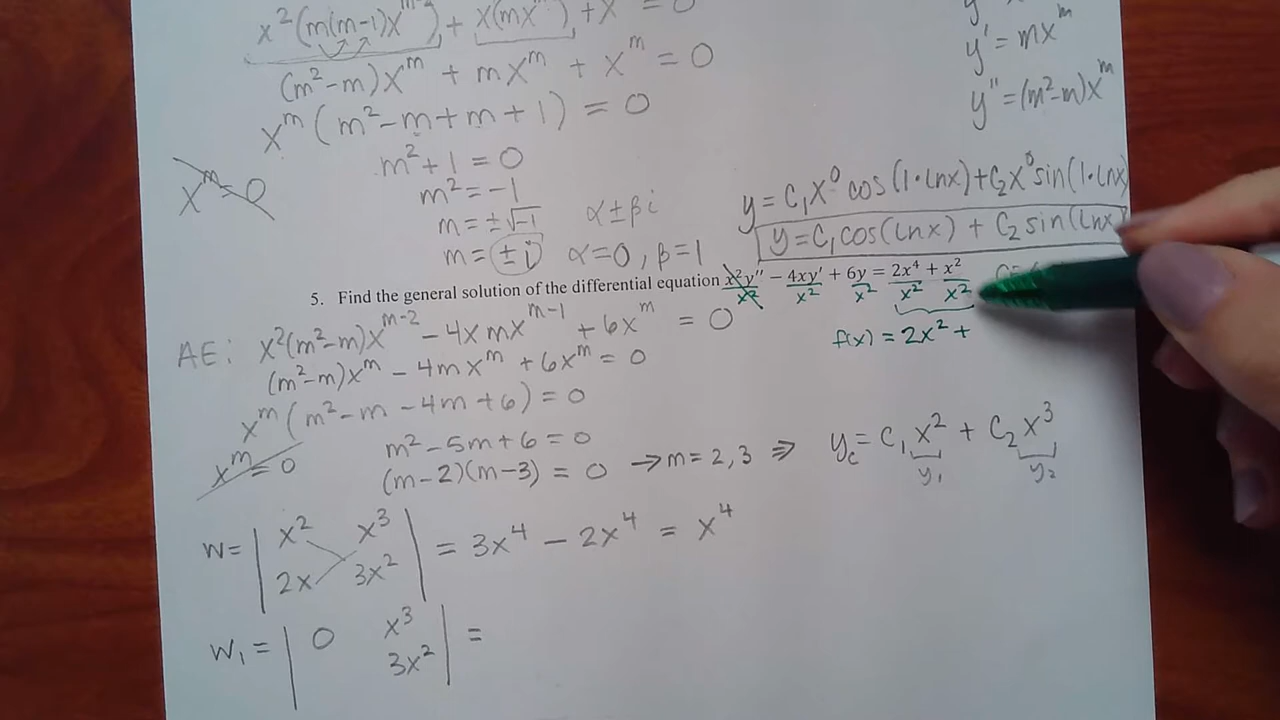 x²(m(m-1)x^(m-2)) + x(mx^m) + x = 0
(m²-m)x^m + mx^m + x^m = 0
x^m (m²-m+m+1) = 0
x^m = 0
m²+1 = 0
m² = -1
m = ±√-1
α ± βi
m = ±i
α=0, β=1
y' = mx^m
y'' = (m²-m)x^m
y = C₁x⁰cos(1·lnx)+C₂x⁰sin(1·lnx)
y = C₁cos(lnx) + C₂ sin(lnx)
5. Find the general solution of the differential equation x²y'' − 4xy' + 6y = 2x⁴ + x²
x² x² x² x² x²
f(x) = 2x² +
AE: x²(m²-m)x^(m-2) - 4x mx^(m-1) + 6x^m = 0
(m²-m)x^m - 4mx^m + 6x^m = 0
x^m (m²-m-4m+6) = 0
x^m = 0
m²-5m+6 = 0
(m-2)(m-3) = 0 → m = 2, 3 ⇒ y_c = C₁x² + C₂x³
y₁ y₂
W = | x² x³ | = 3x⁴ - 2x⁴ = x⁴
2x 3x²
W₁ = | 0 x³ | =
3x²